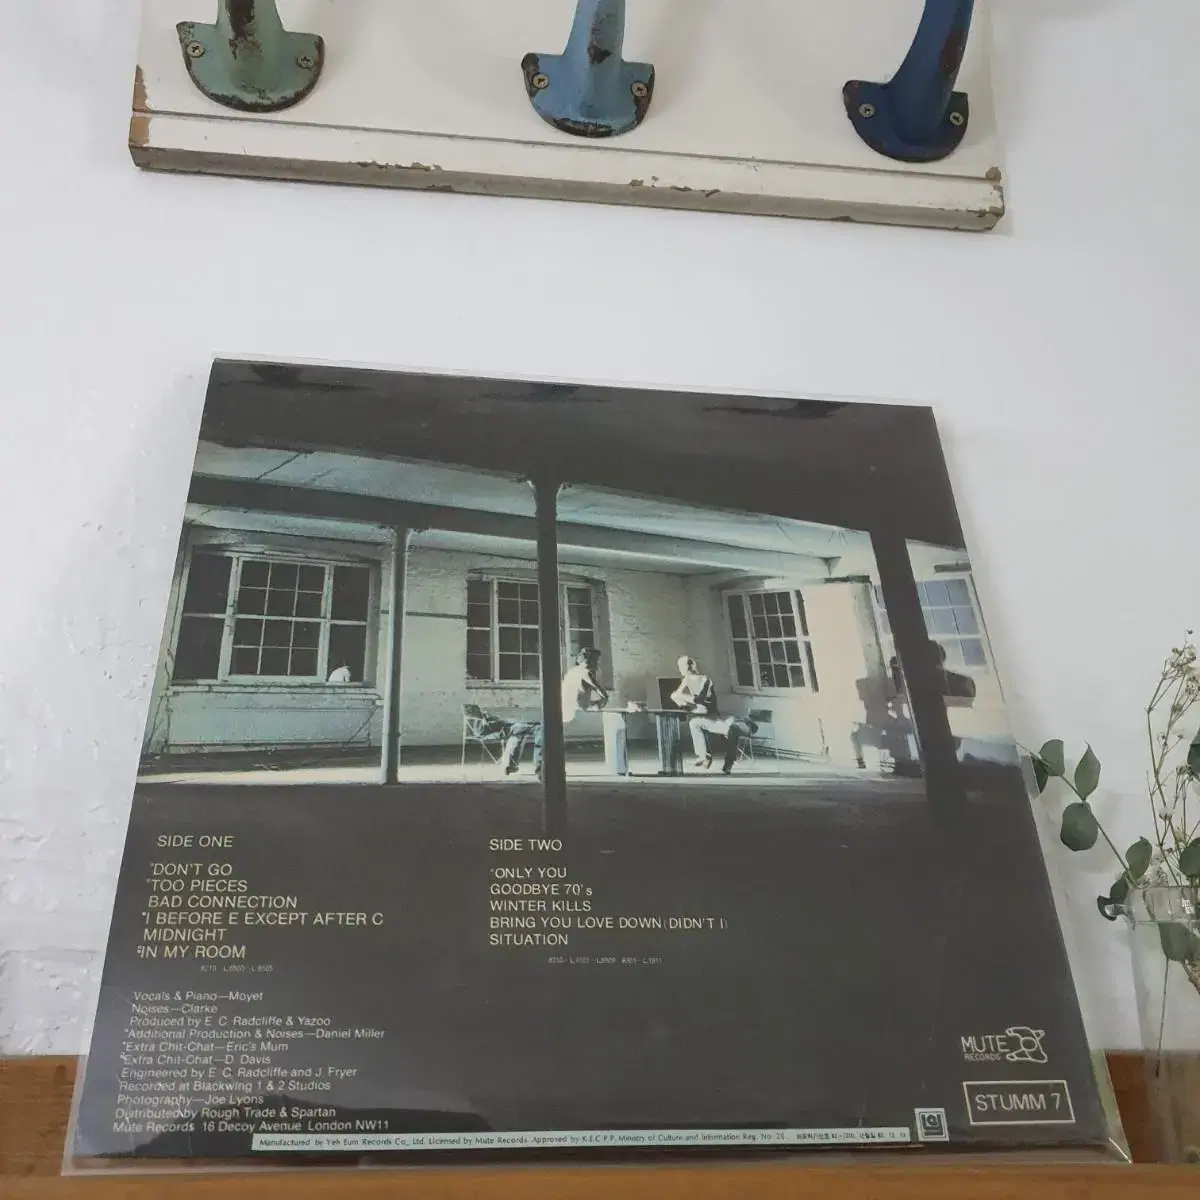 SIDE ONE
*DON'T GO
*TOO PIECES
BAD CONNECTION
*I BEFORE E EXCEPT AFTER C
MIDNIGHT
IN MY ROOM
SIDE TWO
*ONLY YOU
GOODBYE 70's
WINTER KILLS
BRING YOU LOVE DOWN(DIDN'T I)
SITUATION
Vocals & Piano—Moyet
Noises—Clarke
Produced by E. C. Radcliffe & Yazoo
*Additional Production & Noises—Daniel Miller
*Extra Chit-Chat—Eric's Mum
Extra Chit-Chat—D. Davis
Engineered by E. C. Radcliffe and J. Fryer
Recorded at Blackwing 1 & 2 Studios
Photography—Joe Lyons
Distributed by Rough Trade & Spartan
Mute Records 16 Decoy Avenue London NW11
MUTE
RECORDS
STUMM 7
Manufactured by Yeh Eum Records Co., Ltd. Licensed by Mute Records. Approved by K.E.C.P.P. Ministry of Culture and Information Reg. No. 20